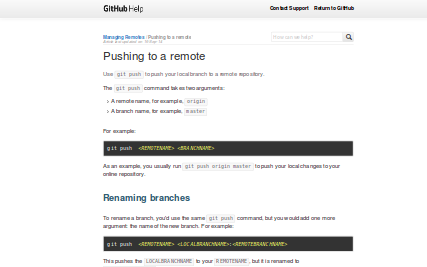 GitHub Help
Contact Support Return to GitHub
Managing Remotes / Pushing to a remote
How can we help?
Pushing to a remote
Use git push to push your local branch to a remote repository.
The git push command takes two arguments:
› A remote name, for example, origin
› A branch name, for example, master
For example:
git push <REMOTENAME> <BRANCHNAME>
As an example, you usually run git push origin master to push your local changes to your
online repository.
Renaming branches
To rename a branch, you'd use the same git push command, but you would add one more
argument: the name of the new branch. For example:
git push <REMOTENAME> <LOCALBRANCHNAME>:<REMOTEBRANCHNAME>
This pushes the LOCALBRANCHNAME to your REMOTENAME, but it is renamed to